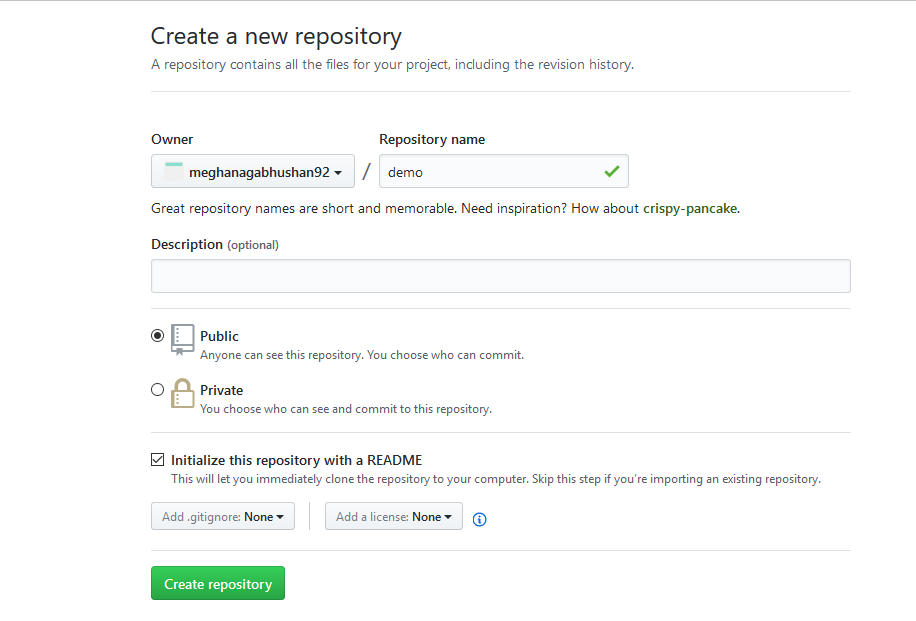 Create a new repository
A repository contains all the files for your project, including the revision history.
Owner Repository name
meghanagabhushan92 / demo
Great repository names are short and memorable. Need inspiration? How about crispy-pancake.
Description (optional)
Public
Anyone can see this repository. You choose who can commit.
Private
You choose who can see and commit to this repository.
Initialize this repository with a README
This will let you immediately clone the repository to your computer. Skip this step if you're importing an existing repository.
Add .gitignore: None Add a license: None
Create repository